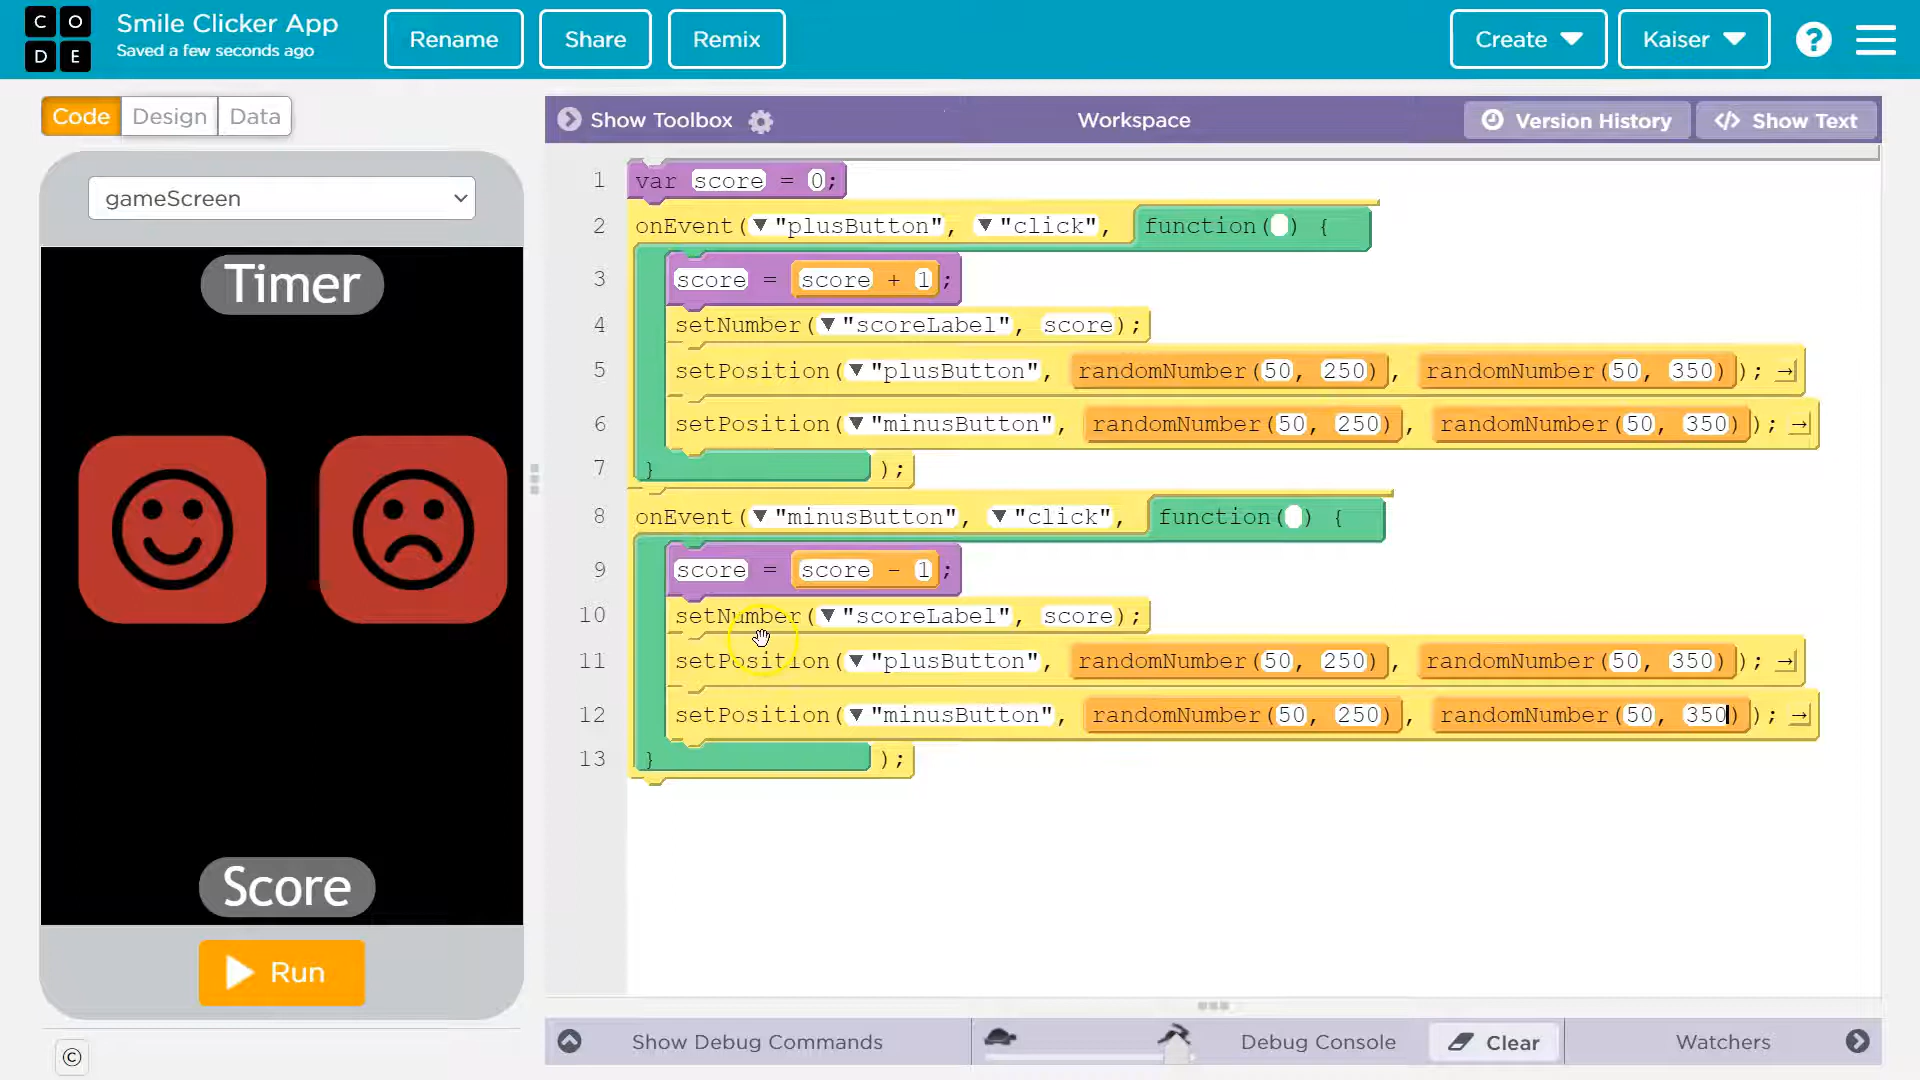 CODE
Smile Clicker App
Saved a few seconds ago
Rename
Share
Remix
Create
Kaiser
?
Code
Design
Data
Show Toolbox
Workspace
Version History
</> Show Text
gameScreen
Timer
Score
Run
1 var score = 0;
2 onEvent("plusButton", "click", function( ) {
3 score = score + 1;
4 setNumber("scoreLabel", score);
5 setPosition("plusButton", randomNumber(50, 250), randomNumber(50, 350)); →
6 setPosition("minusButton", randomNumber(50, 250), randomNumber(50, 350)); →
7 } );
8 onEvent("minusButton", "click", function( ) {
9 score = score - 1;
10 setNumber("scoreLabel", score);
11 setPosition("plusButton", randomNumber(50, 250), randomNumber(50, 350)); →
12 setPosition("minusButton", randomNumber(50, 250), randomNumber(50, 350)); →
13 } );
©
Show Debug Commands
Debug Console
Clear
Watchers